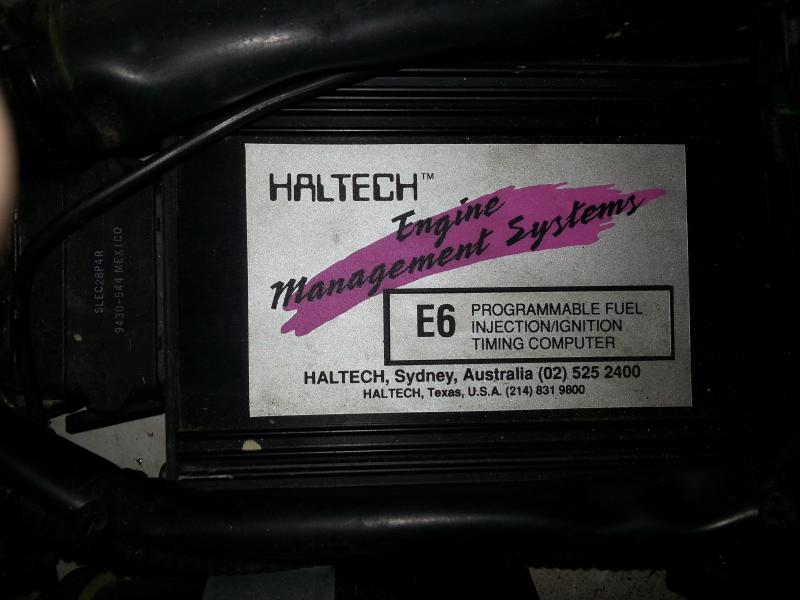 HALTECH™
Engine
Management Systems
E6 PROGRAMMABLE FUEL
INJECTION/IGNITION
TIMING COMPUTER
HALTECH, Sydney, Australia (02) 525 2400
HALTECH, Texas, U.S.A. (214) 831 9800
SLEC28P4R
9430-544 MEXICO